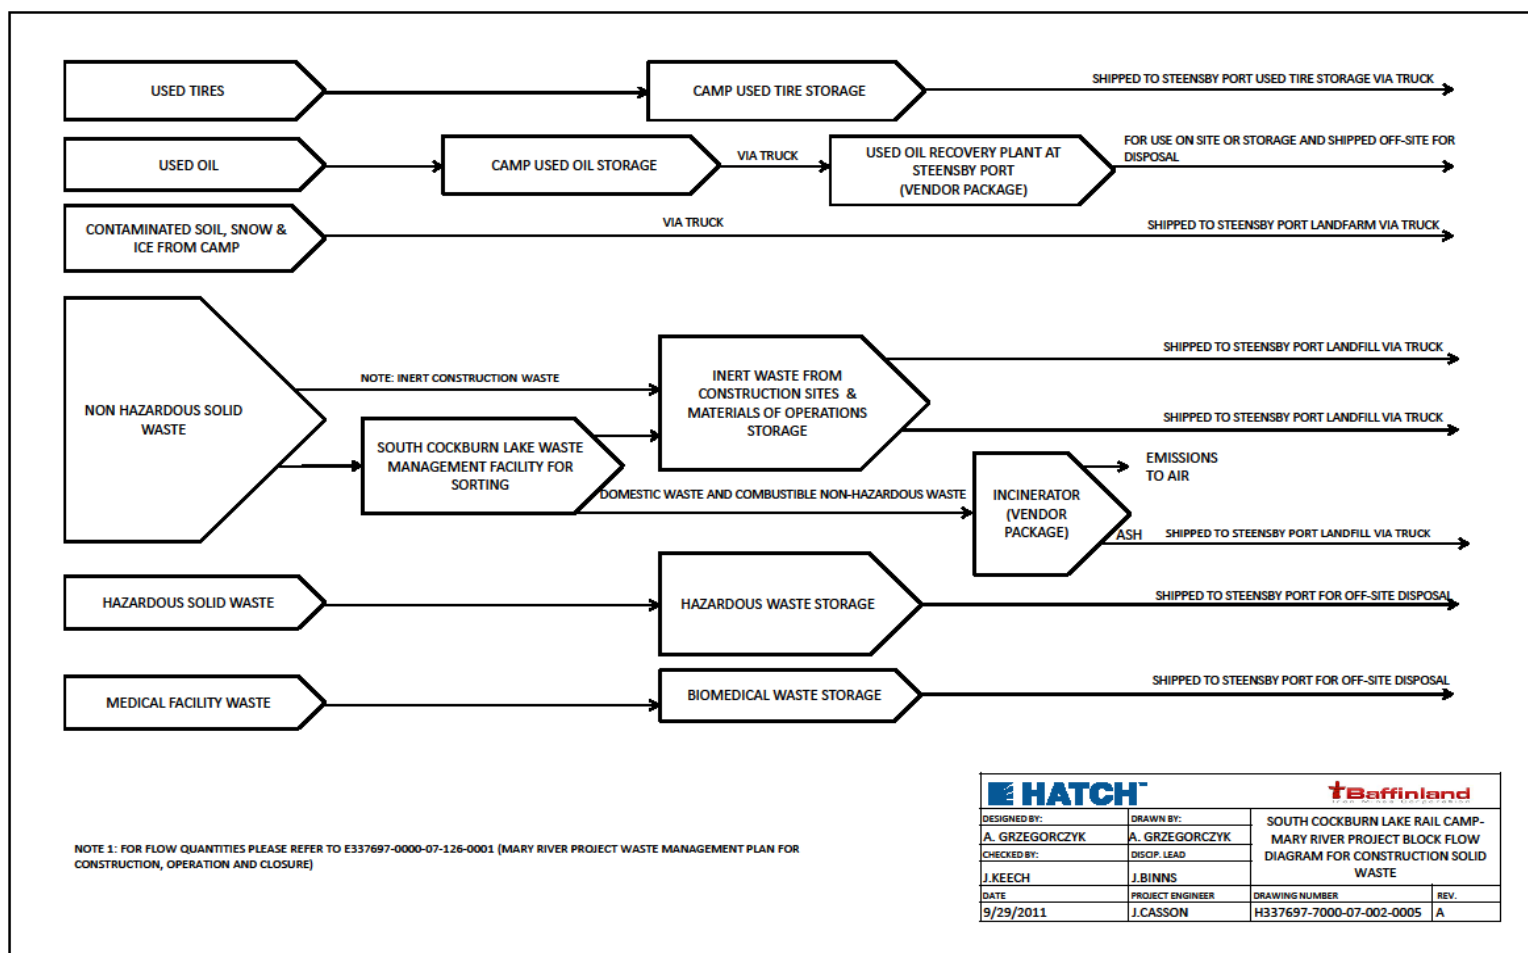 USED TIRES
CAMP USED TIRE STORAGE
SHIPPED TO STEENSBY PORT USED TIRE STORAGE VIA TRUCK
USED OIL
CAMP USED OIL STORAGE
VIA TRUCK
USED OIL RECOVERY PLANT AT
STEENSBY PORT
(VENDOR PACKAGE)
FOR USE ON SITE OR STORAGE AND SHIPPED OFF-SITE FOR
DISPOSAL
CONTAMINATED SOIL, SNOW &
ICE FROM CAMP
VIA TRUCK
SHIPPED TO STEENSBY PORT LANDFARM VIA TRUCK
NON HAZARDOUS SOLID
WASTE
NOTE: INERT CONSTRUCTION WASTE
SOUTH COCKBURN LAKE WASTE
MANAGEMENT FACILITY FOR
SORTING
INERT WASTE FROM
CONSTRUCTION SITES &
MATERIALS OF OPERATIONS
STORAGE
SHIPPED TO STEENSBY PORT LANDFILL VIA TRUCK
SHIPPED TO STEENSBY PORT LANDFILL VIA TRUCK
DOMESTIC WASTE AND COMBUSTIBLE NON-HAZARDOUS WASTE
INCINERATOR
(VENDOR
PACKAGE)
EMISSIONS
TO AIR
ASH
SHIPPED TO STEENSBY PORT LANDFILL VIA TRUCK
HAZARDOUS SOLID WASTE
HAZARDOUS WASTE STORAGE
SHIPPED TO STEENSBY PORT FOR OFF-SITE DISPOSAL
MEDICAL FACILITY WASTE
BIOMEDICAL WASTE STORAGE
SHIPPED TO STEENSBY PORT FOR OFF-SITE DISPOSAL
NOTE 1: FOR FLOW QUANTITIES PLEASE REFER TO E337697-0000-07-126-0001 (MARY RIVER PROJECT WASTE MANAGEMENT PLAN FOR
CONSTRUCTION, OPERATION AND CLOSURE)
HATCH™
Baffinland
Iron Mines Corporation
DESIGNED BY:
A. GRZEGORCZYK
DRAWN BY:
A. GRZEGORCZYK
CHECKED BY:
J.KEECH
DISCIP. LEAD
J.BINNS
SOUTH COCKBURN LAKE RAIL CAMP-
MARY RIVER PROJECT BLOCK FLOW
DIAGRAM FOR CONSTRUCTION SOLID
WASTE
DATE
9/29/2011
PROJECT ENGINEER
J.CASSON
DRAWING NUMBER
H337697-7000-07-002-0005
REV.
A